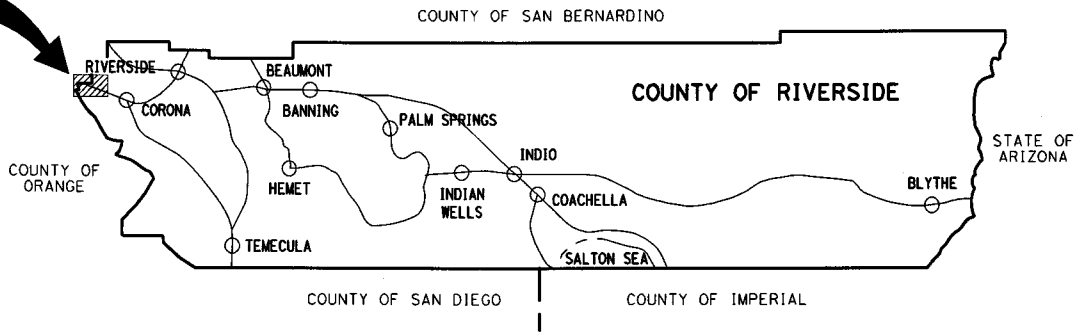 COUNTY OF SAN BERNARDINO
RIVERSIDE
BEAUMONT
CORONA
BANNING
COUNTY OF RIVERSIDE
PALM SPRINGS
STATE OF
ARIZONA
COUNTY OF
ORANGE
HEMET
INDIO
INDIAN
WELLS
COACHELLA
BLYTHE
TEMECULA
SALTON SEA
COUNTY OF SAN DIEGO
COUNTY OF IMPERIAL